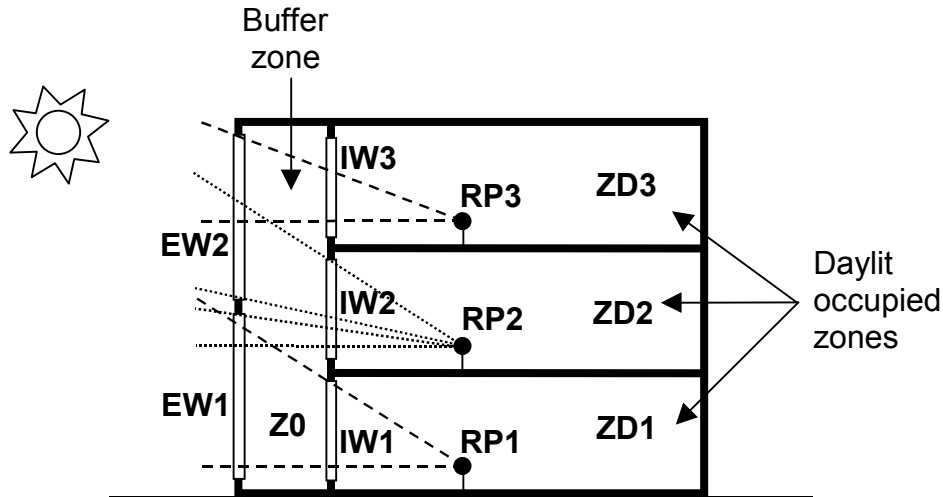 Buffer
zone
IW3
ZD3
RP3
EW2
IW2
RP2
ZD2
Daylit
occupied
zones
EW1
Z0
IW1
RP1
ZD1